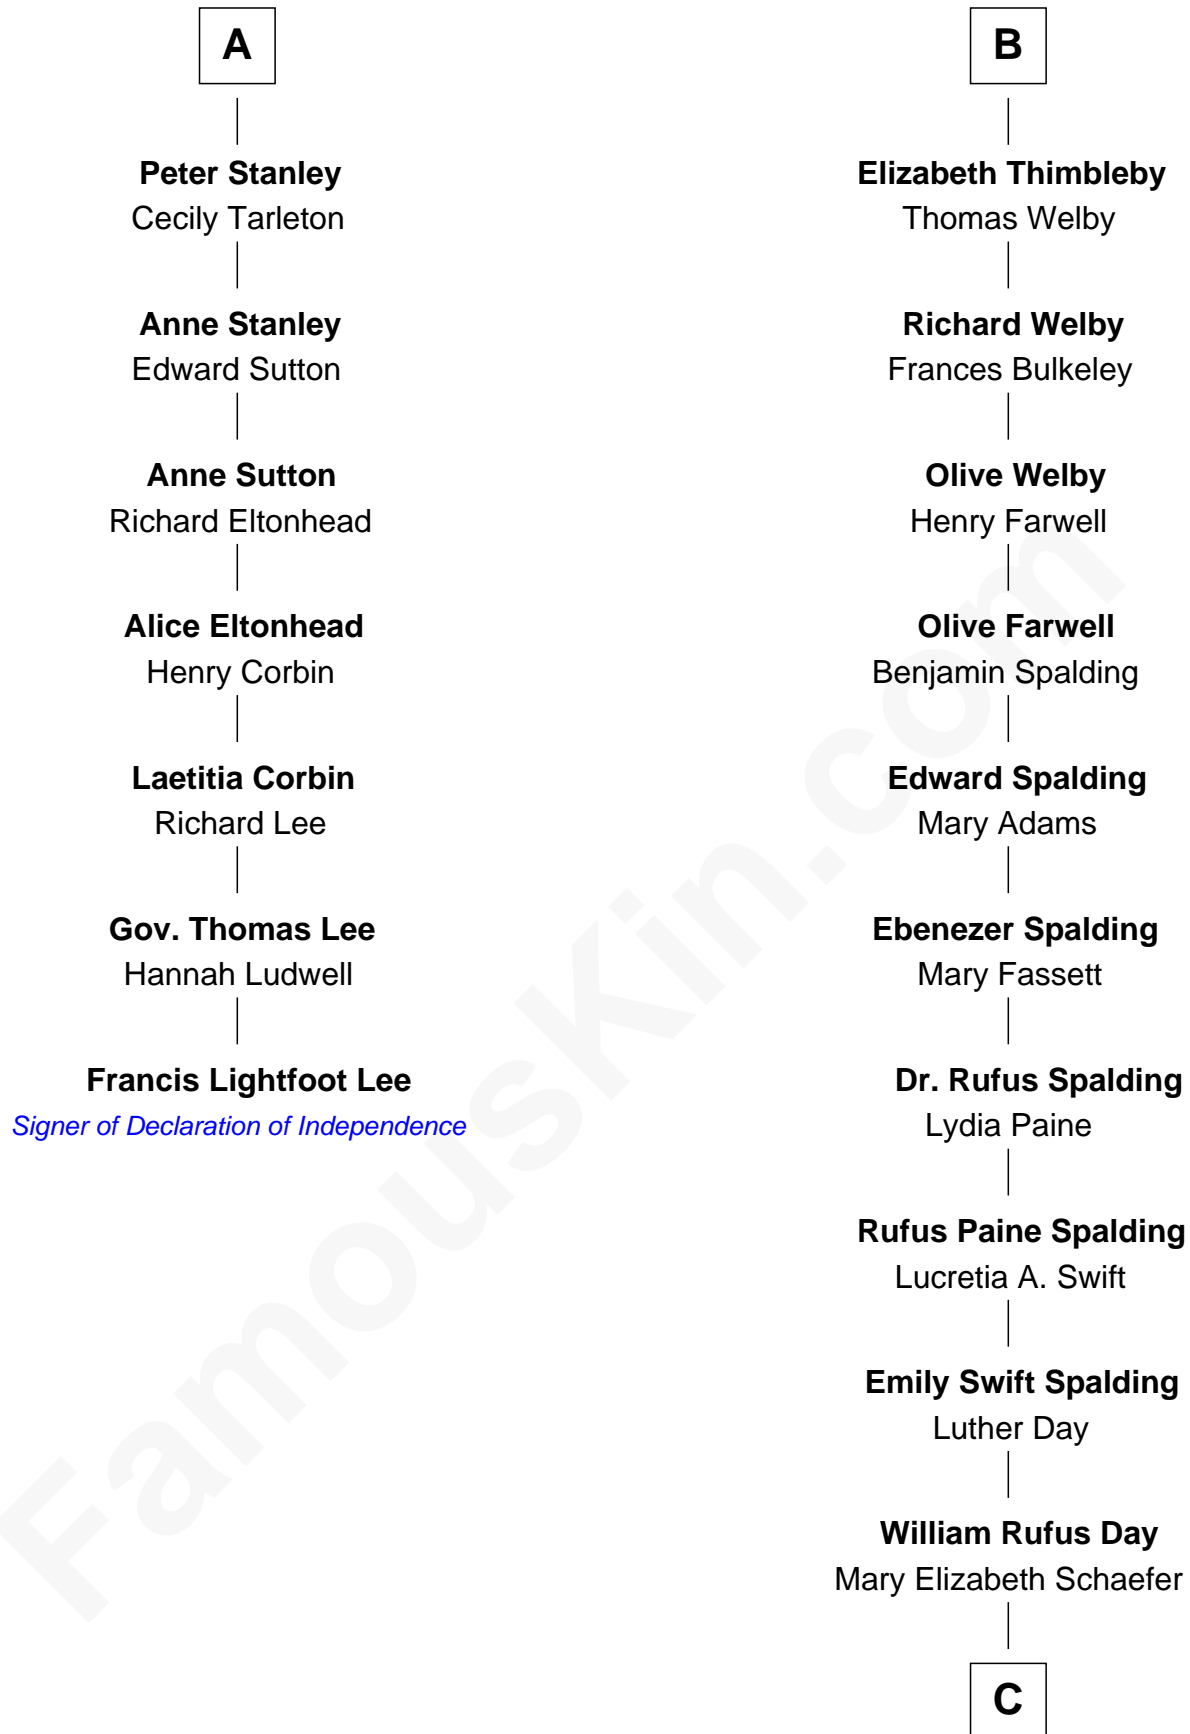 A
Peter Stanley
Cecily Tarleton
Anne Stanley
Edward Sutton
Anne Sutton
Richard Eltonhead
Alice Eltonhead
Henry Corbin
Laetitia Corbin
Richard Lee
Gov. Thomas Lee
Hannah Ludwell
Francis Lightfoot Lee
Signer of Declaration of Independence
B
Elizabeth Thimbleby
Thomas Welby
Richard Welby
Frances Bulkeley
Olive Welby
Henry Farwell
Olive Farwell
Benjamin Spalding
Edward Spalding
Mary Adams
Ebenezer Spalding
Mary Fassett
Dr. Rufus Spalding
Lydia Paine
Rufus Paine Spalding
Lucretia A. Swift
Emily Swift Spalding
Luther Day
William Rufus Day
Mary Elizabeth Schaefer
C
FamousKin.com